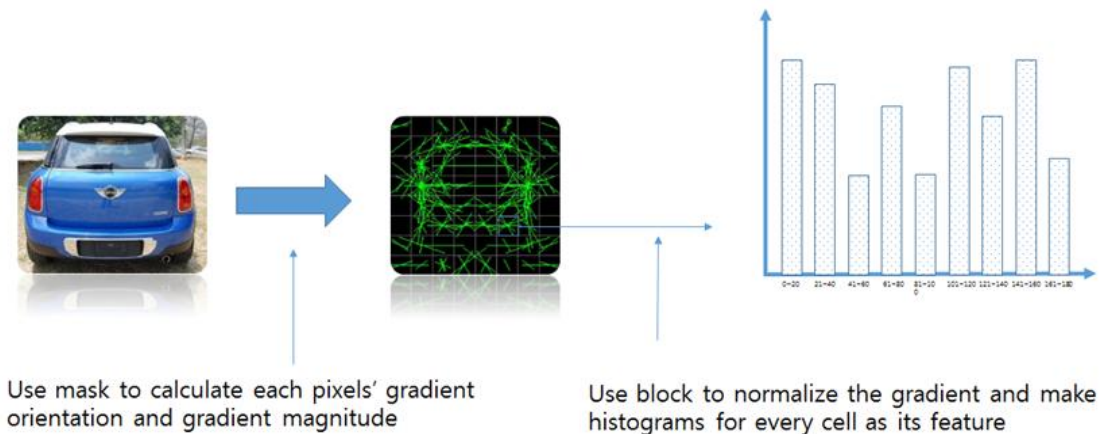 0~20
21~40
41~60
61~80
81~10
0
101~120
121~140
141~160
161~180
Use mask to calculate each pixels' gradient
orientation and gradient magnitude
Use block to normalize the gradient and make
histograms for every cell as its feature